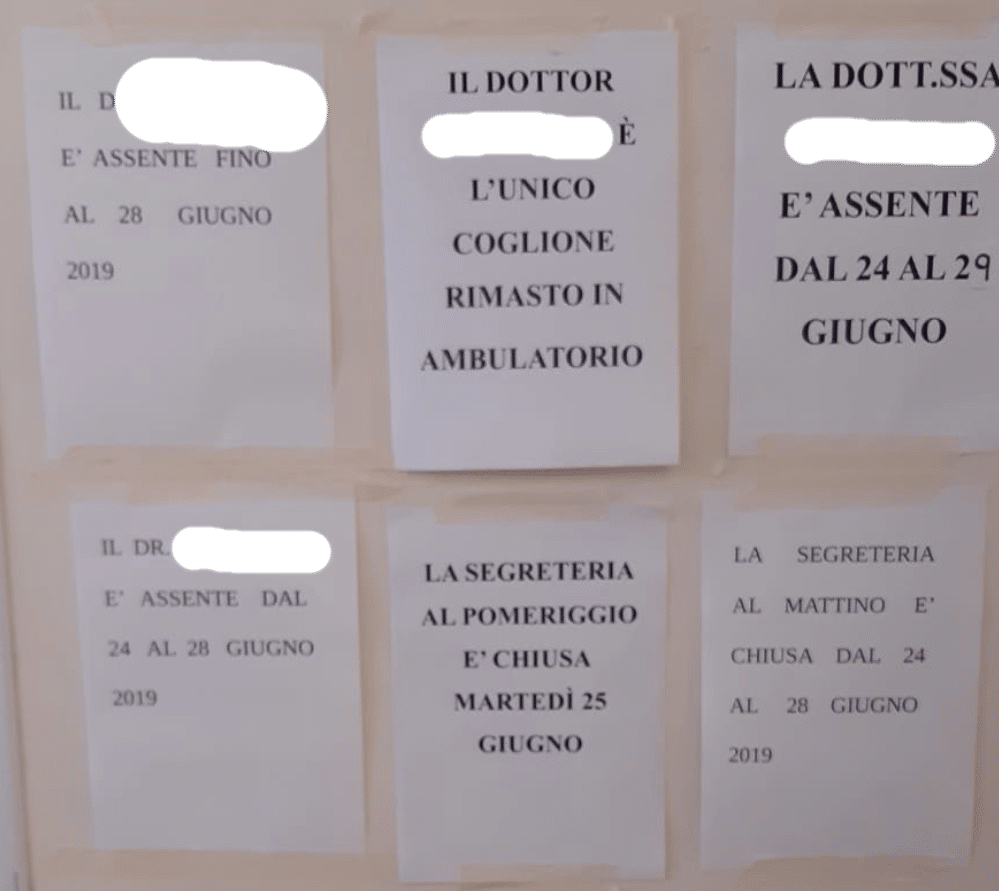 IL D
E' ASSENTE FINO
AL 28 GIUGNO
2019
IL DOTTOR
È
L'UNICO
COGLIONE
RIMASTO IN
AMBULATORIO
LA DOTT.SSA
E' ASSENTE
DAL 24 AL 29
GIUGNO
IL DR.
E' ASSENTE DAL
24 AL 28 GIUGNO
2019
LA SEGRETERIA
AL POMERIGGIO
E' CHIUSA
MARTEDÌ 25
GIUGNO
LA SEGRETERIA
AL MATTINO E'
CHIUSA DAL 24
AL 28 GIUGNO
2019